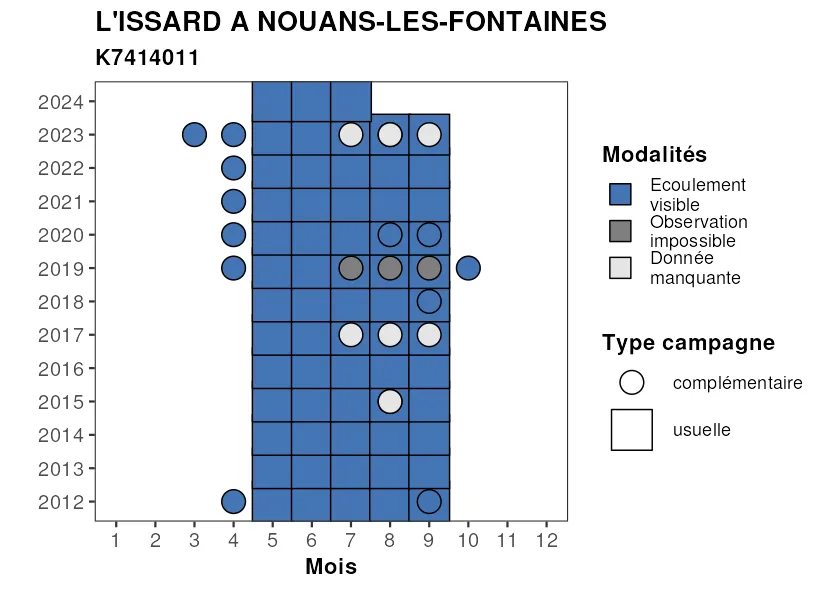 L'ISSARD A NOUANS-LES-FONTAINES
K7414011
2024
2023
2022
2021
2020
2019
2018
2017
2016
2015
2014
2013
2012
1 2 3 4 5 6 7 8 9 10 11 12
Mois
Modalités
Ecoulement
visible
Observation
impossible
Donnée
manquante
Type campagne
complémentaire
usuelle